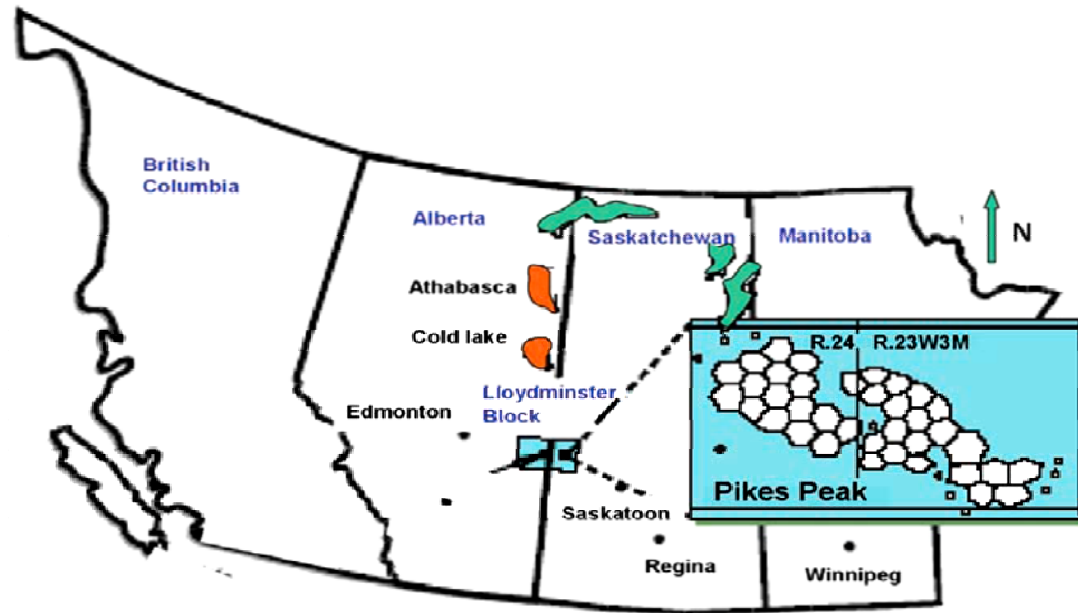 British
Columbia
Alberta
Saskatchewan
Manitoba
N
Athabasca
Cold lake
R.24
R.23W3M
Lloydminster
Block
Edmonton
Pikes Peak
Saskatoon
Regina
Winnipeg